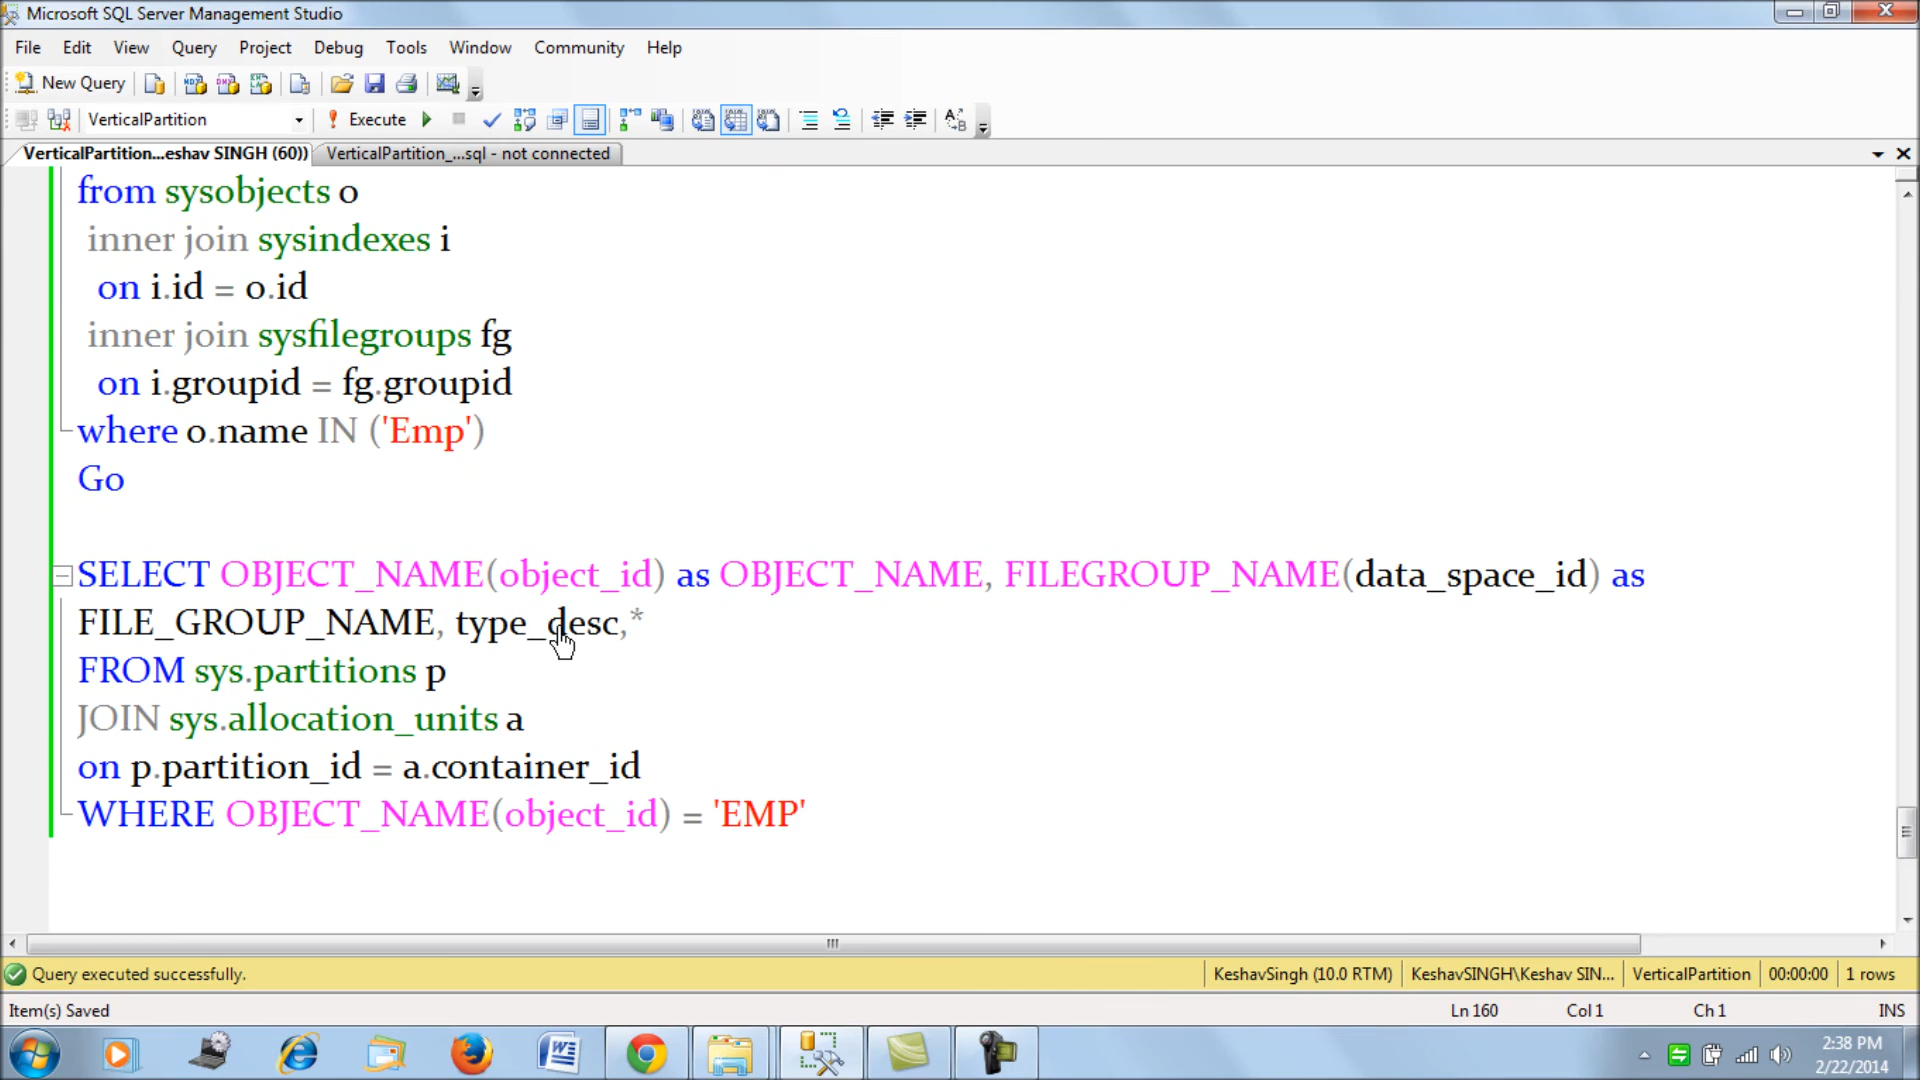 Microsoft SQL Server Management Studio
File Edit View Query Project Debug Tools Window Community Help
New Query
VerticalPartition Execute
VerticalPartition...eshav SINGH (60)) VerticalPartition_...sql - not connected
from sysobjects o
inner join sysindexes i
on i.id = o.id
inner join sysfilegroups fg
on i.groupid = fg.groupid
where o.name IN ('Emp')
Go
SELECT OBJECT_NAME(object_id) as OBJECT_NAME, FILEGROUP_NAME(data_space_id) as
FILE_GROUP_NAME, type_desc,*
FROM sys.partitions p
JOIN sys.allocation_units a
on p.partition_id = a.container_id
WHERE OBJECT_NAME(object_id) = 'EMP'
Query executed successfully. KeshavSingh (10.0 RTM) KeshavSINGH\Keshav SIN... VerticalPartition 00:00:00 1 rows
Item(s) Saved Ln 160 Col 1 Ch 1 INS
2:38 PM
2/22/2014